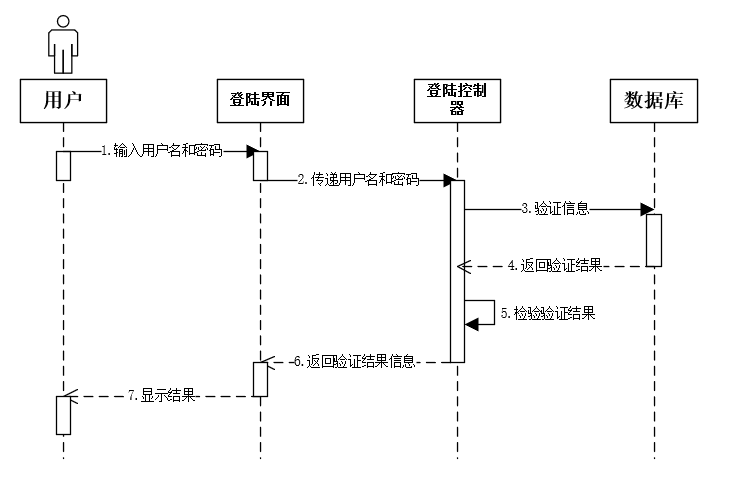 用户
登陆界面
登陆控制
器
数据库
1.输入用户名和密码
2.传递用户名和密码
3.验证信息
4.返回验证结果
5.检验验证结果
6.返回验证结果信息
7.显示结果